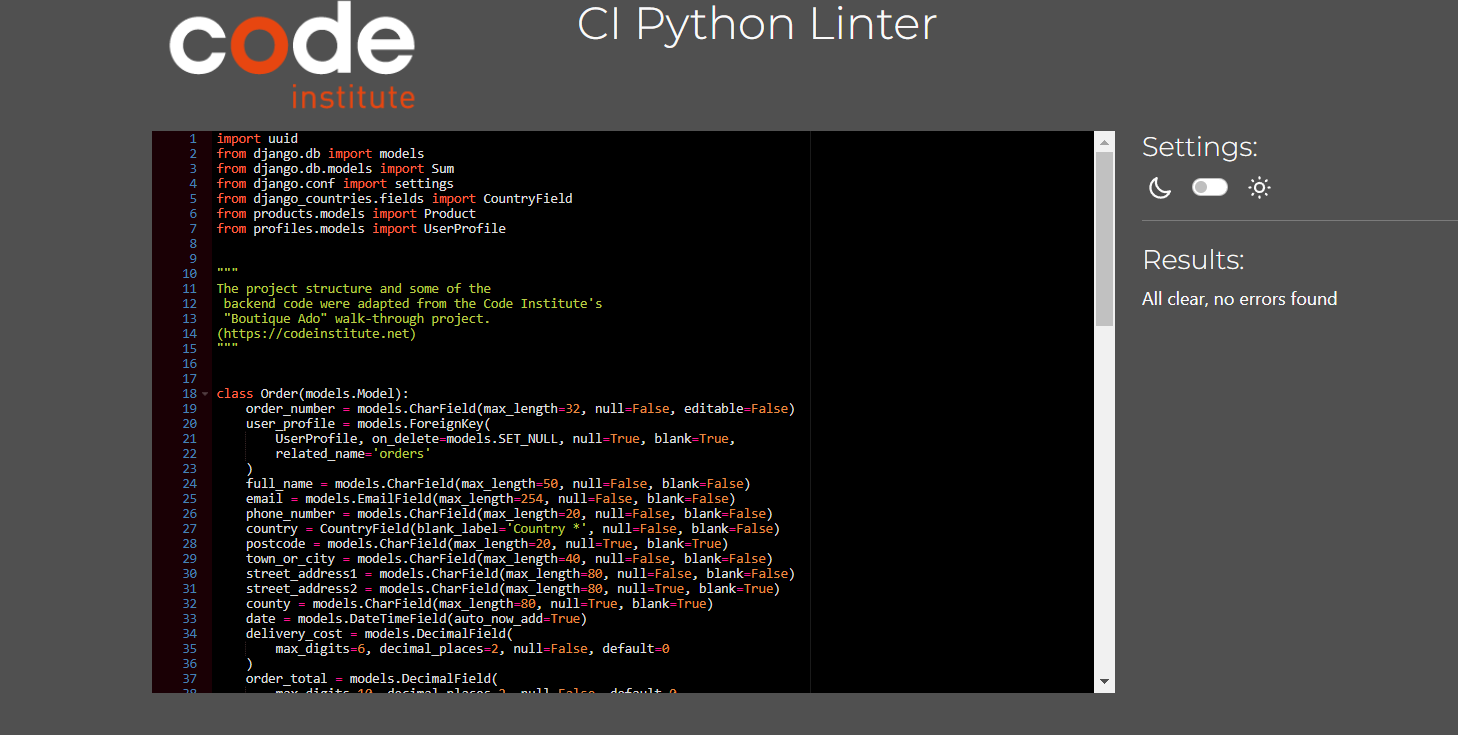 code
institute
CI Python Linter
1 import uuid
2 from django.db import models
3 from django.db.models import Sum
4 from django.conf import settings
5 from django_countries.fields import CountryField
6 from products.models import Product
7 from profiles.models import UserProfile
8
9
10 """
11 The project structure and some of the
12  backend code were adapted from the Code Institute's
13  "Boutique Ado" walk-through project.
14 (https://codeinstitute.net)
15 """
16
17
18 class Order(models.Model):
19     order_number = models.CharField(max_length=32, null=False, editable=False)
20     user_profile = models.ForeignKey(
21         UserProfile, on_delete=models.SET_NULL, null=True, blank=True,
22         related_name='orders'
23     )
24     full_name = models.CharField(max_length=50, null=False, blank=False)
25     email = models.EmailField(max_length=254, null=False, blank=False)
26     phone_number = models.CharField(max_length=20, null=False, blank=False)
27     country = CountryField(blank_label='Country *', null=False, blank=False)
28     postcode = models.CharField(max_length=20, null=True, blank=True)
29     town_or_city = models.CharField(max_length=40, null=False, blank=False)
30     street_address1 = models.CharField(max_length=80, null=False, blank=False)
31     street_address2 = models.CharField(max_length=80, null=True, blank=True)
32     county = models.CharField(max_length=80, null=True, blank=True)
33     date = models.DateTimeField(auto_now_add=True)
34     delivery_cost = models.DecimalField(
35         max_digits=6, decimal_places=2, null=False, default=0
36     )
37     order_total = models.DecimalField(
38         max_digits=10, decimal_places=2, null=False, default=0
Settings:
Results:
All clear, no errors found